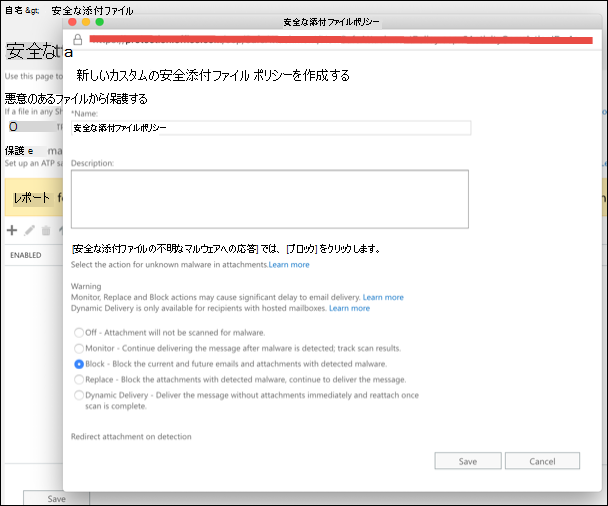 自宅 &gt; 安全な添付ファイル
安全な添付ファイルポリシー
安全な ta
新しいカスタムの安全添付ファイル ポリシーを作成する
Use this page to
悪意のあるファイルから保護する
If a file in any Sh
*Name:
安全な添付ファイルポリシー
保護 e ma
Set up an ATP sa
Description:
レポート fo
[安全な添付ファイルの不明なマルウェアへの応答] では、[ブロック] をクリックします。
ENABLED
Select the action for unknown malware in attachments. Learn more
Warning
Monitor, Replace and Block actions may cause significant delay to email delivery. Learn more
Dynamic Delivery is only available for recipients with hosted mailboxes. Learn more
Off - Attachment will not be scanned for malware.
Monitor - Continue delivering the message after malware is detected; track scan results.
Block - Block the current and future emails and attachments with detected malware.
Replace - Block the attachments with detected malware, continue to deliver the message.
Dynamic Delivery - Deliver the message without attachments immediately and reattach once
scan is complete.
Redirect attachment on detection
Save Cancel
Save